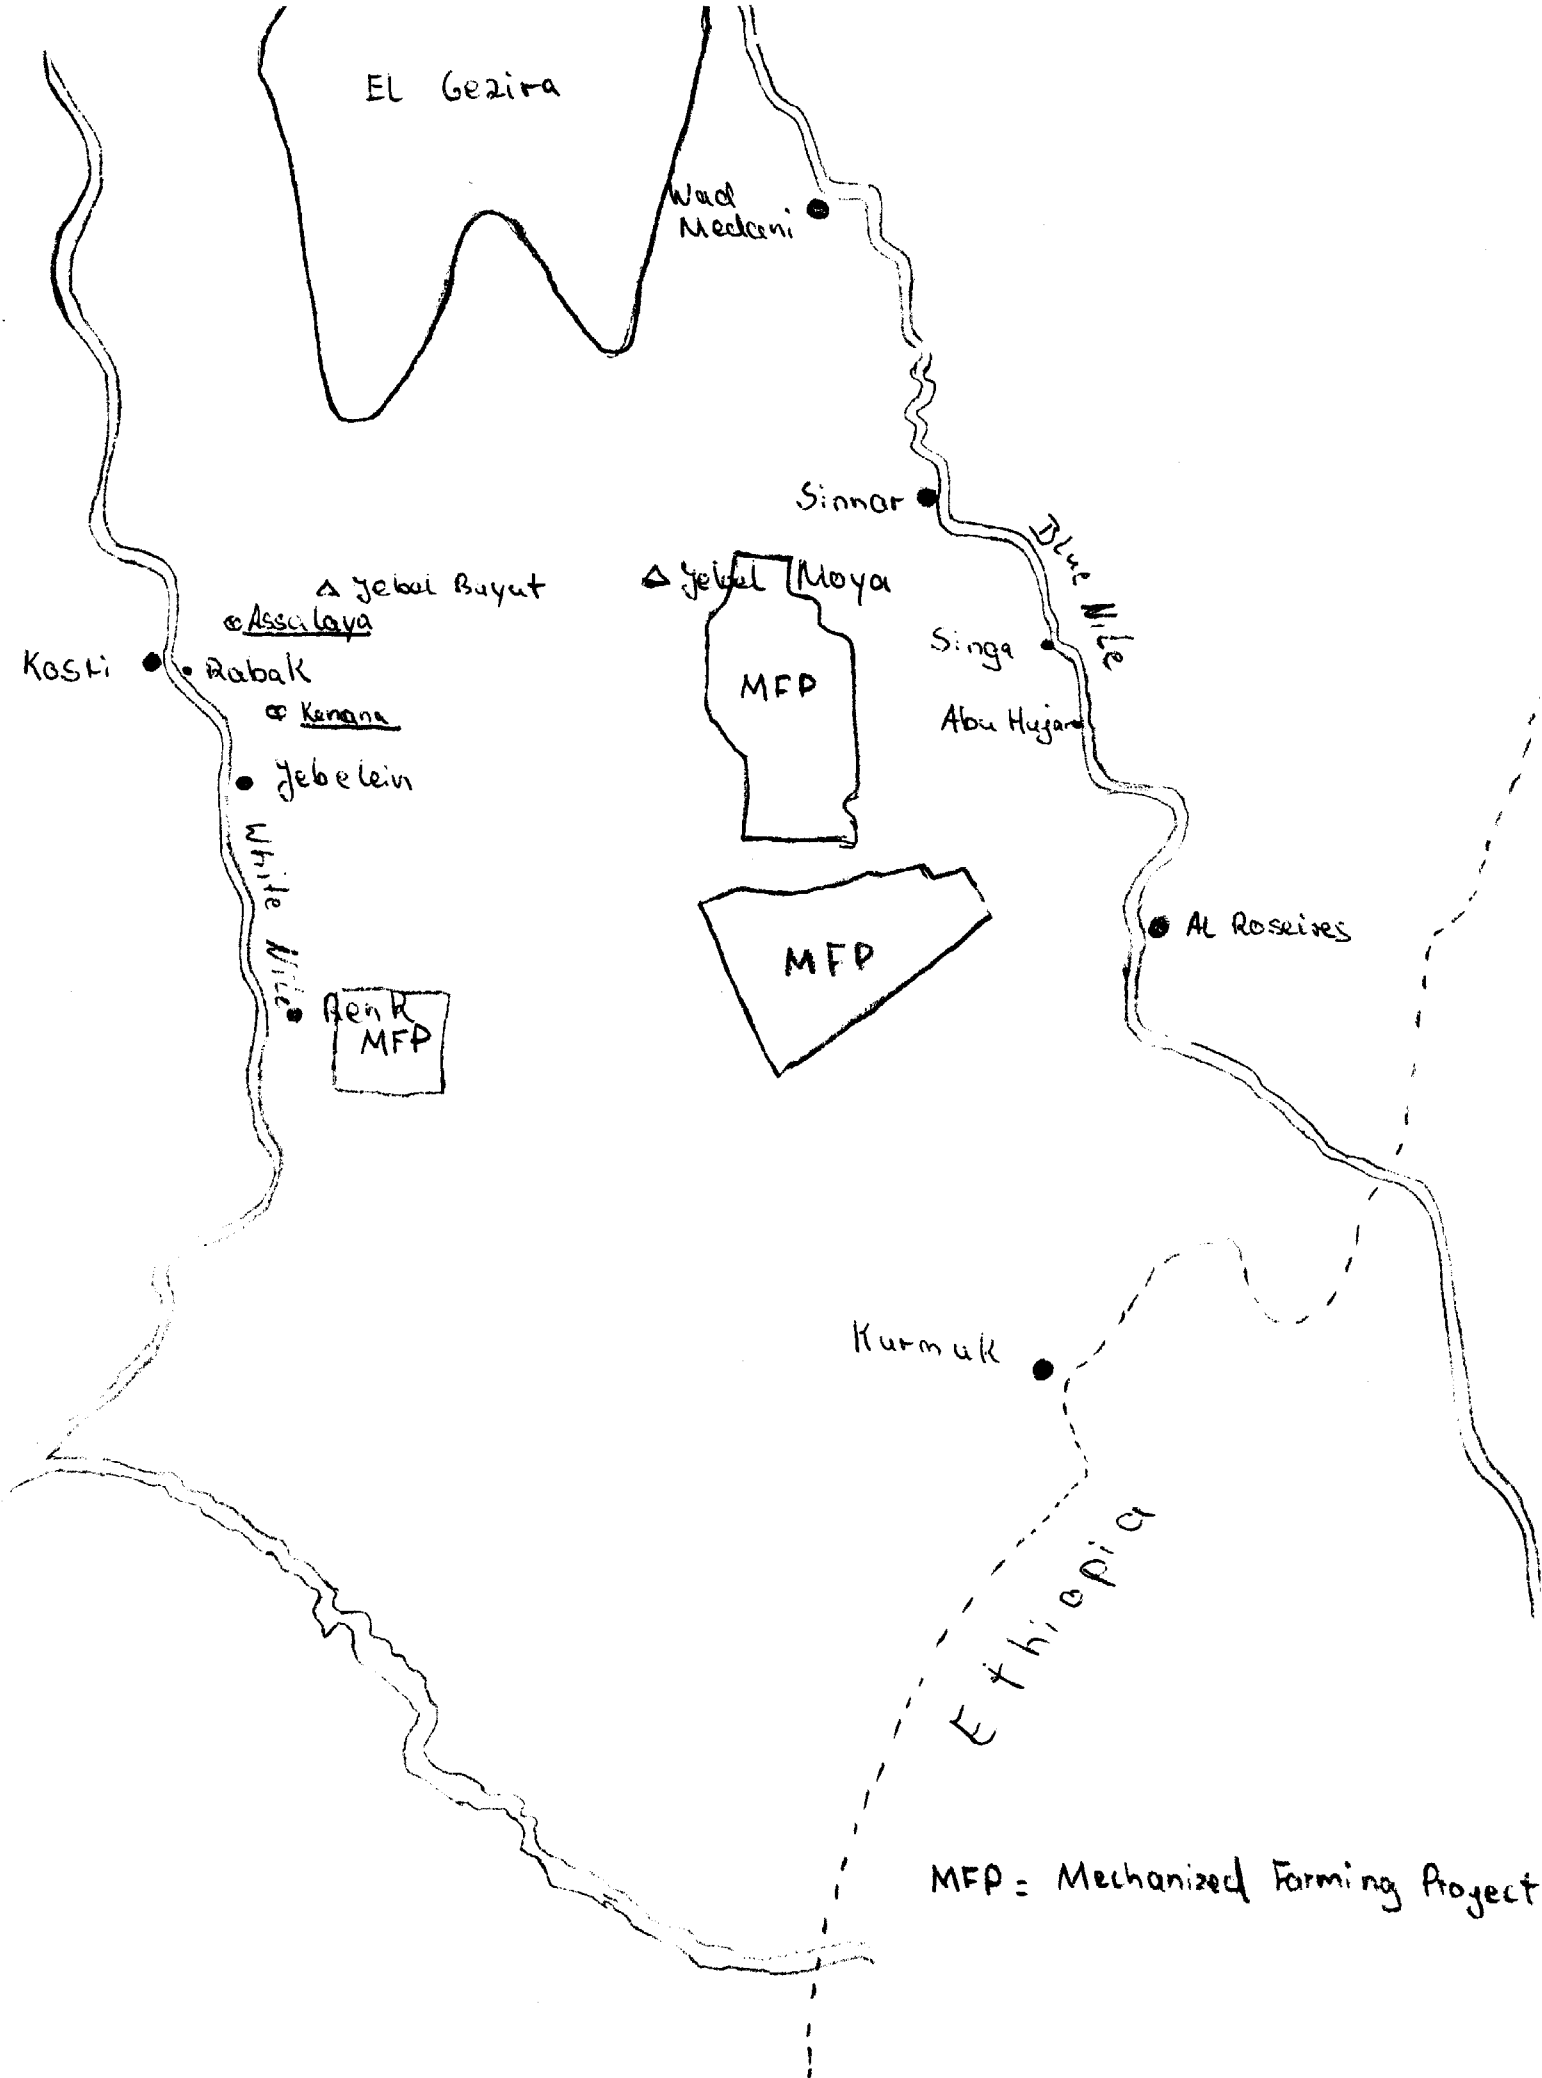 El Gezira
Wad
Medani
Sinnar
Blue Nile
Jebel Buyut
Jebel Moya
Assalaya
Singa
Kosti
Rabak
MFP
Kenana
Abu Hujar
Jebelein
White Nile
Al Roseires
MFP
Renk
MFP
Kurmuk
Ethiopia
MFP = Mechanized Farming Project